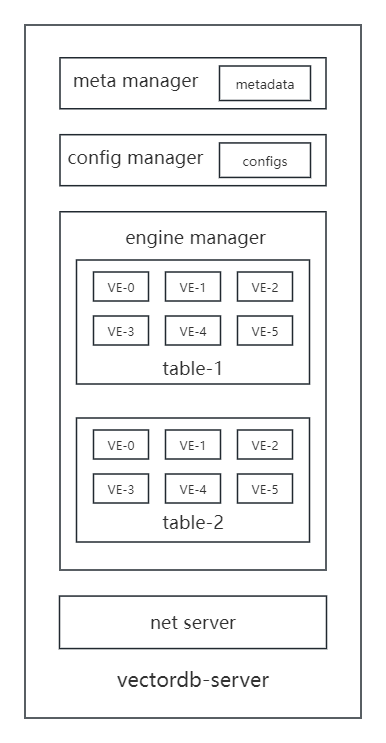 meta manager metadata
config manager configs
engine manager
VE-0 VE-1 VE-2
VE-3 VE-4 VE-5
table-1
VE-0 VE-1 VE-2
VE-3 VE-4 VE-5
table-2
net server
vectordb-server